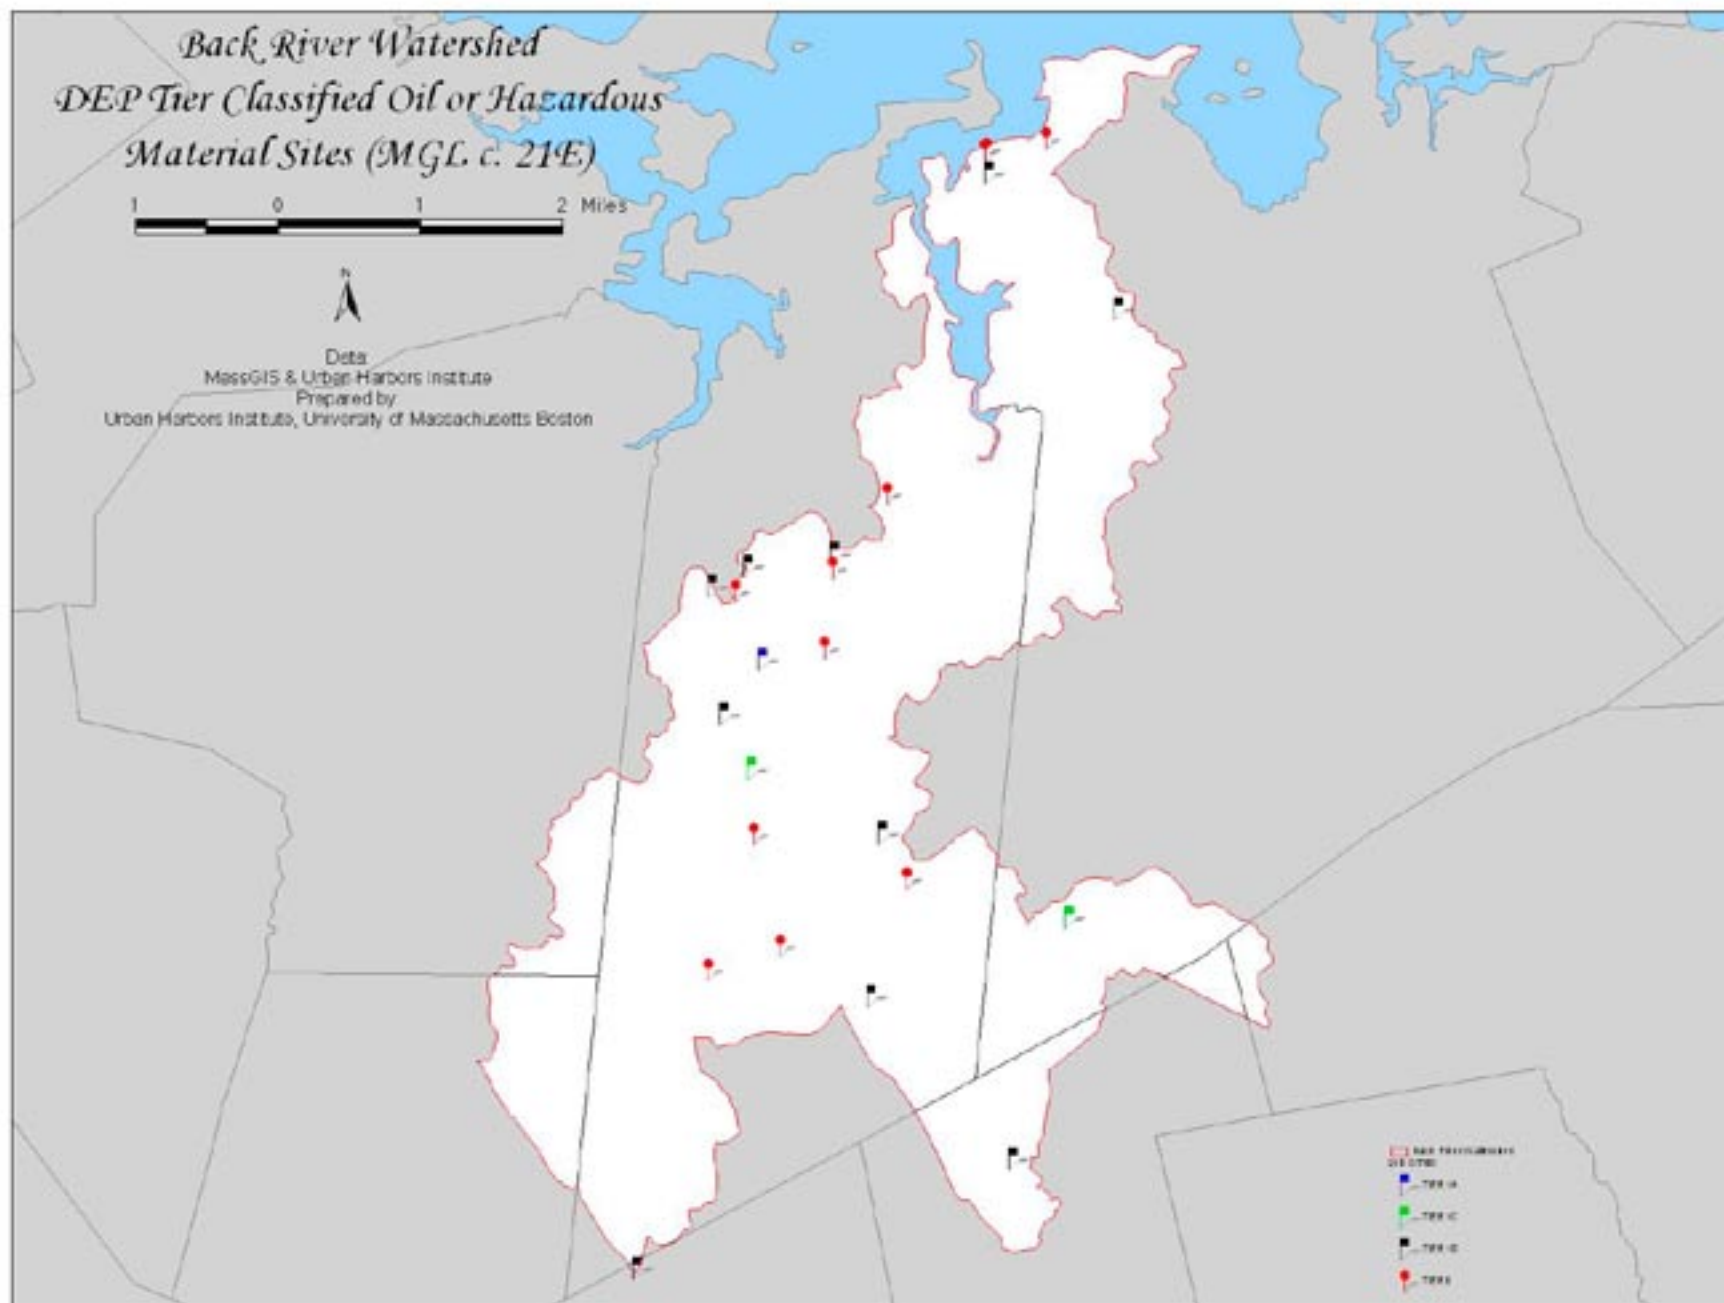 Back River Watershed
DEP Tier Classified Oil or Hazardous
Material Sites (MGL c. 21E)
1 0 1 2 Miles
N
Data
MassGIS & Urban Harbors Institute
Prepared by
Urban Harbors Institute, University of Massachusetts Boston